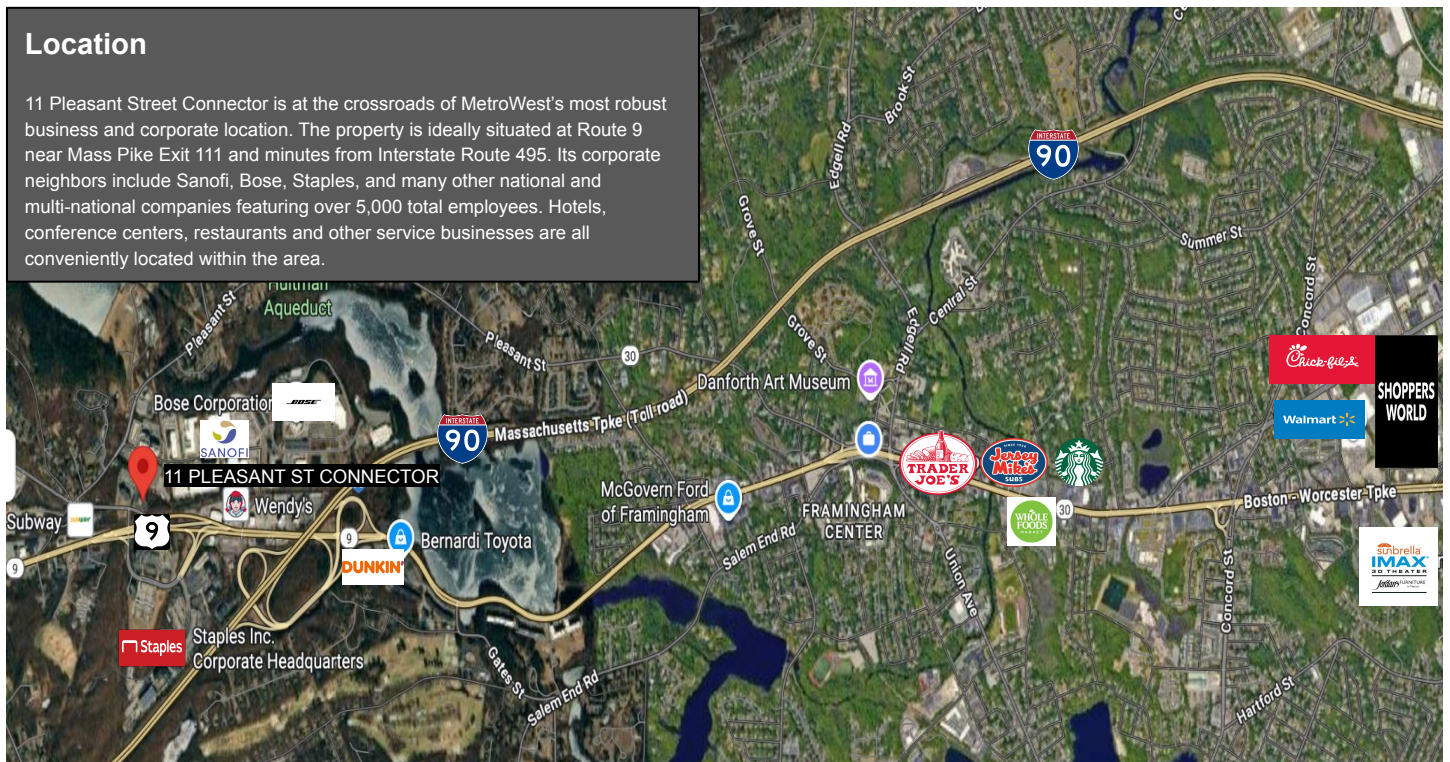 Location
11 Pleasant Street Connector is at the crossroads of MetroWest's most robust
business and corporate location. The property is ideally situated at Route 9
near Mass Pike Exit 111 and minutes from Interstate Route 495. Its corporate
neighbors include Sanofi, Bose, Staples, and many other national and
multi-national companies featuring over 5,000 total employees. Hotels,
conference centers, restaurants and other service businesses are all
conveniently located within the area.
Brook St
Edgell Rd
INTERSTATE
90
Grove St
Summer St
Hultman
Aqueduct
Pleasant St
Central St
Concord St
Pleasant St
30
Grove St
Edgell Rd
Chick-fil-A
SHOPPERS
WORLD
Danforth Art Museum
Bose Corporation
BOSE
Walmart
SANOFI
INTERSTATE
90
Massachusetts Tpke (Toll road)
TRADER
JOE'S
SINCE 1956
Jersey
Mike's
SUBS
11 PLEASANT ST CONNECTOR
McGovern Ford
of Framingham
Boston - Worcester Tpke
Wendy's
FRAMINGHAM
CENTER
30
WHOLE
FOODS
MARKET
Subway
SUBWAY
9
9
Bernardi Toyota
Salem End Rd
DUNKIN'
9
Union Ave
Concord St
sunbrella
IMAX
3D THEATER
Jordan's FURNITURE
Staples
Staples Inc.
Corporate Headquarters
Gates St
Salem End Rd
Hartford St